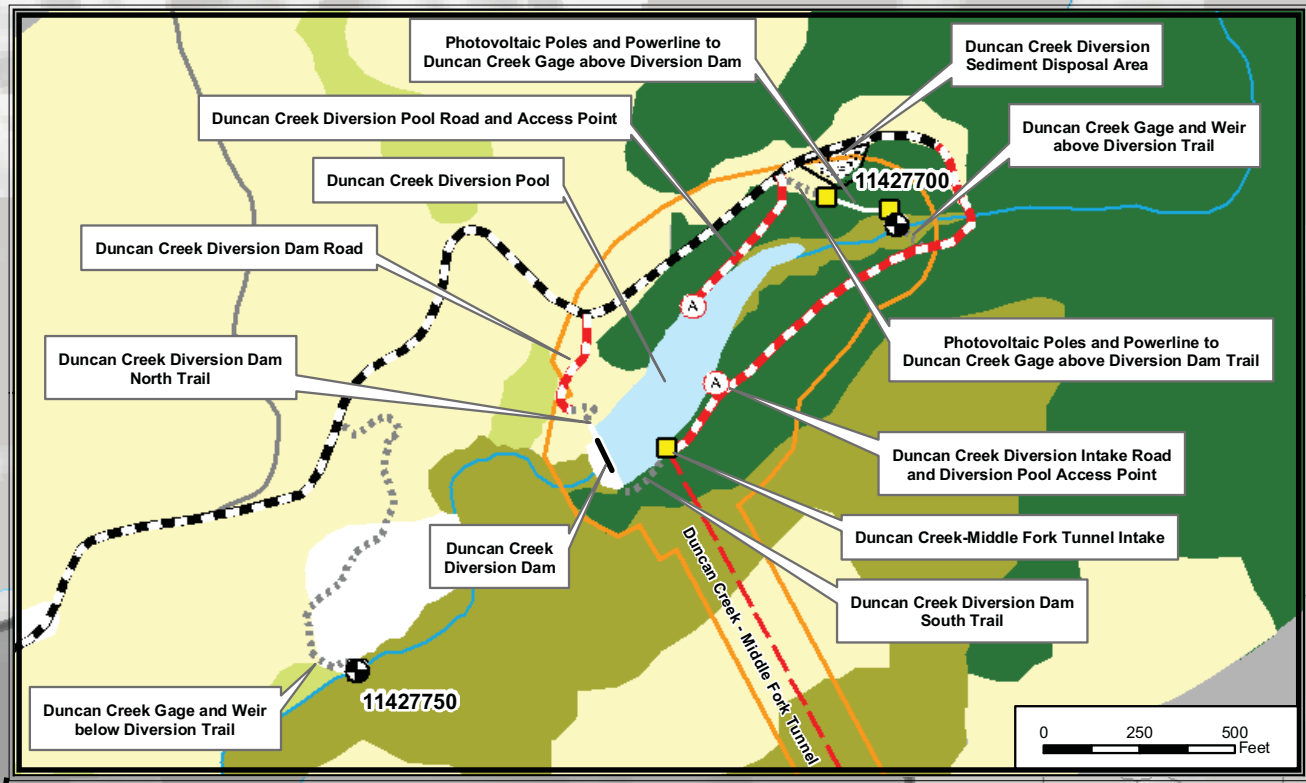 Photovoltaic Poles and Powerline to
Duncan Creek Gage above Diversion Dam
Duncan Creek Diversion
Sediment Disposal Area
Duncan Creek Diversion Pool Road and Access Point
Duncan Creek Gage and Weir
above Diversion Trail
Duncan Creek Diversion Pool
11427700
Duncan Creek Diversion Dam Road
A
Duncan Creek Diversion Dam
North Trail
Photovoltaic Poles and Powerline to
Duncan Creek Gage above Diversion Dam Trail
A
Duncan Creek Diversion Intake Road
and Diversion Pool Access Point
Duncan Creek-Middle Fork Tunnel Intake
Duncan Creek
Diversion Dam
Duncan Creek - Middle Fork Tunnel
Duncan Creek Diversion Dam
South Trail
11427750
Duncan Creek Gage and Weir
below Diversion Trail
0 250 500
Feet